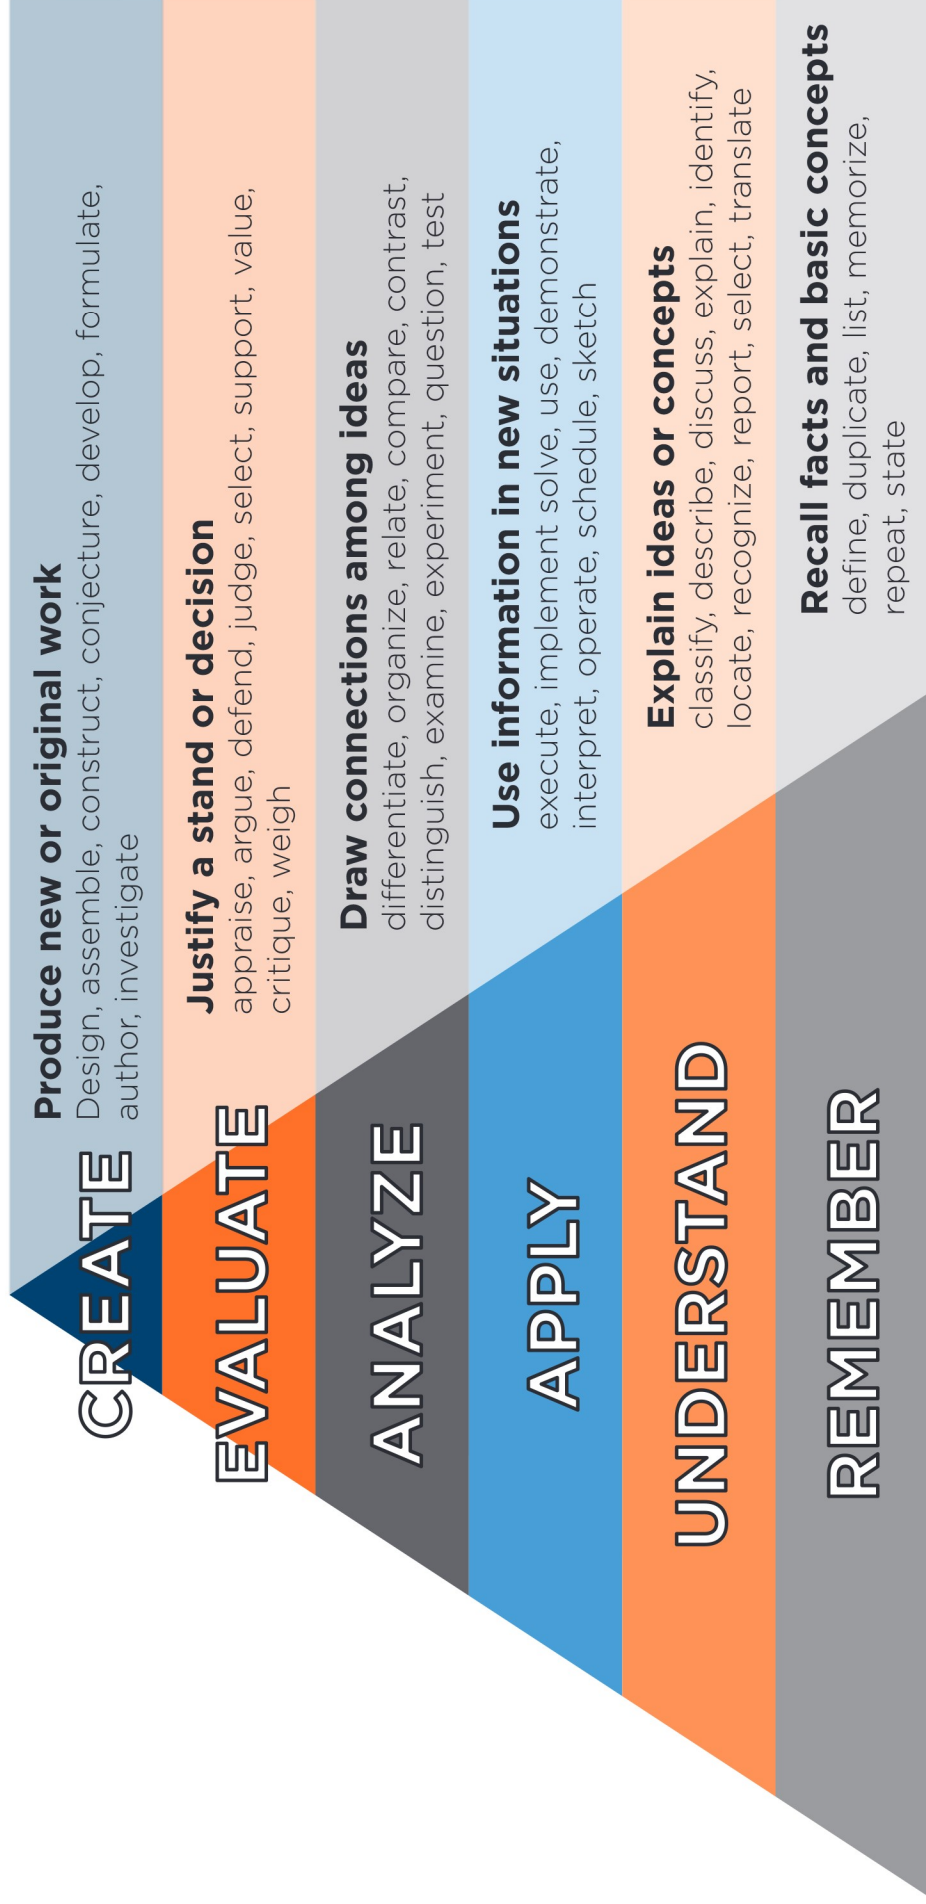 CREATE
Produce new or original work
Design, assemble, construct, conjecture, develop, formulate,
author, investigate
EVALUATE
Justify a stand or decision
appraise, argue, defend, judge, select, support, value,
critique, weigh
ANALYZE
Draw connections among ideas
differentiate, organize, relate, compare, contrast,
distinguish, examine, experiment, question, test
APPLY
Use information in new situations
execute, implement solve, use, demonstrate,
interpret, operate, schedule, sketch
UNDERSTAND
Explain ideas or concepts
classify, describe, discuss, explain, identify,
locate, recognize, report, select, translate
REMEMBER
Recall facts and basic concepts
define, duplicate, list, memorize,
repeat, state